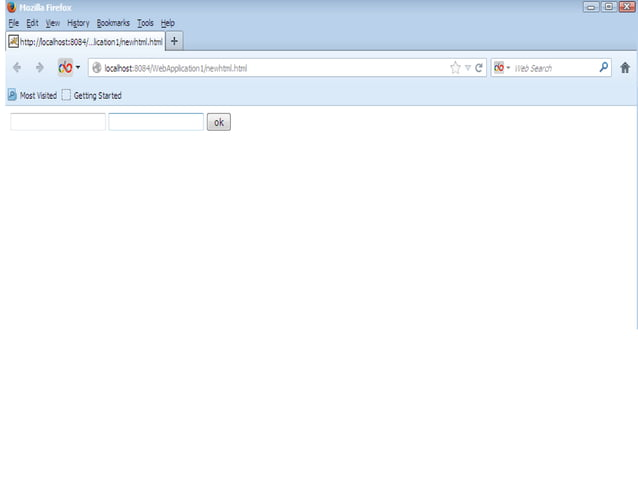 Mozilla Firefox
File Edit View History Bookmarks Tools Help
http://localhost:8084/...lication1/newhtml.html +
localhost:8084/WebApplication1/newhtml.html Web Search
Most Visited Getting Started
ok